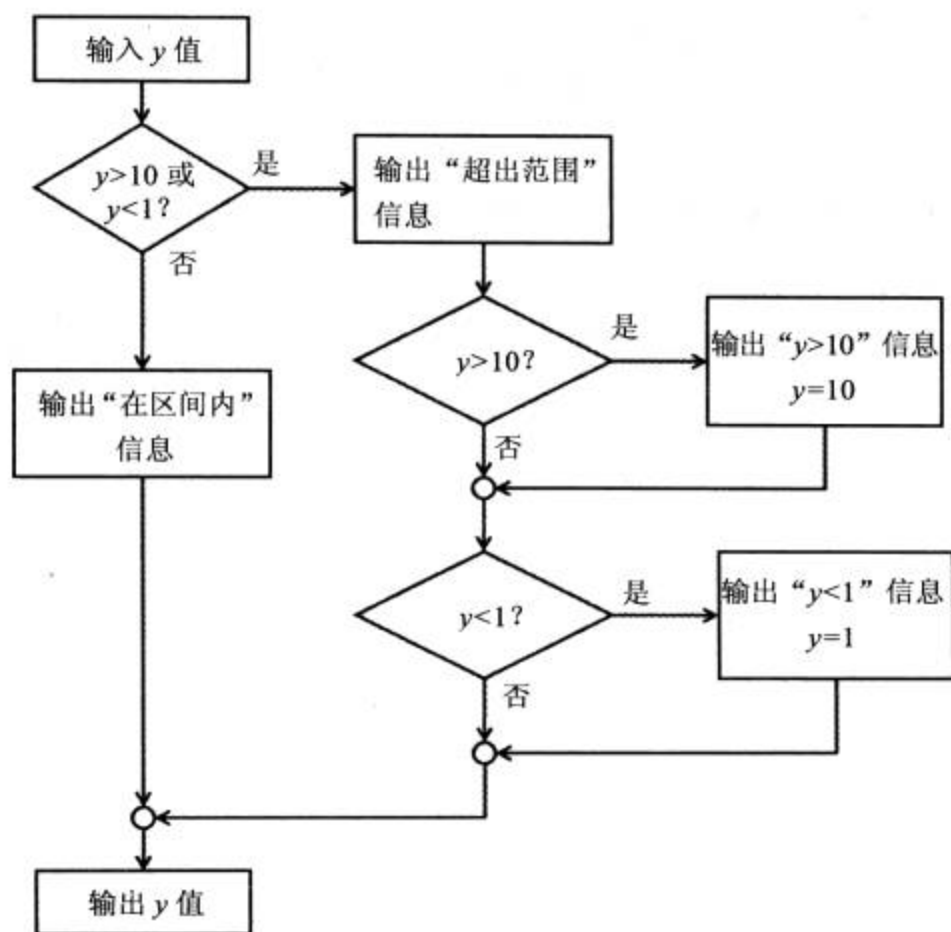 输入 y 值
y>10 或
y<1?
是
否
输出“超出范围”
信息
y>10?
是
否
输出“y>10”信息
y=10
输出“在区间内”
信息
y<1?
是
否
输出“y<1”信息
y=1
输出 y 值